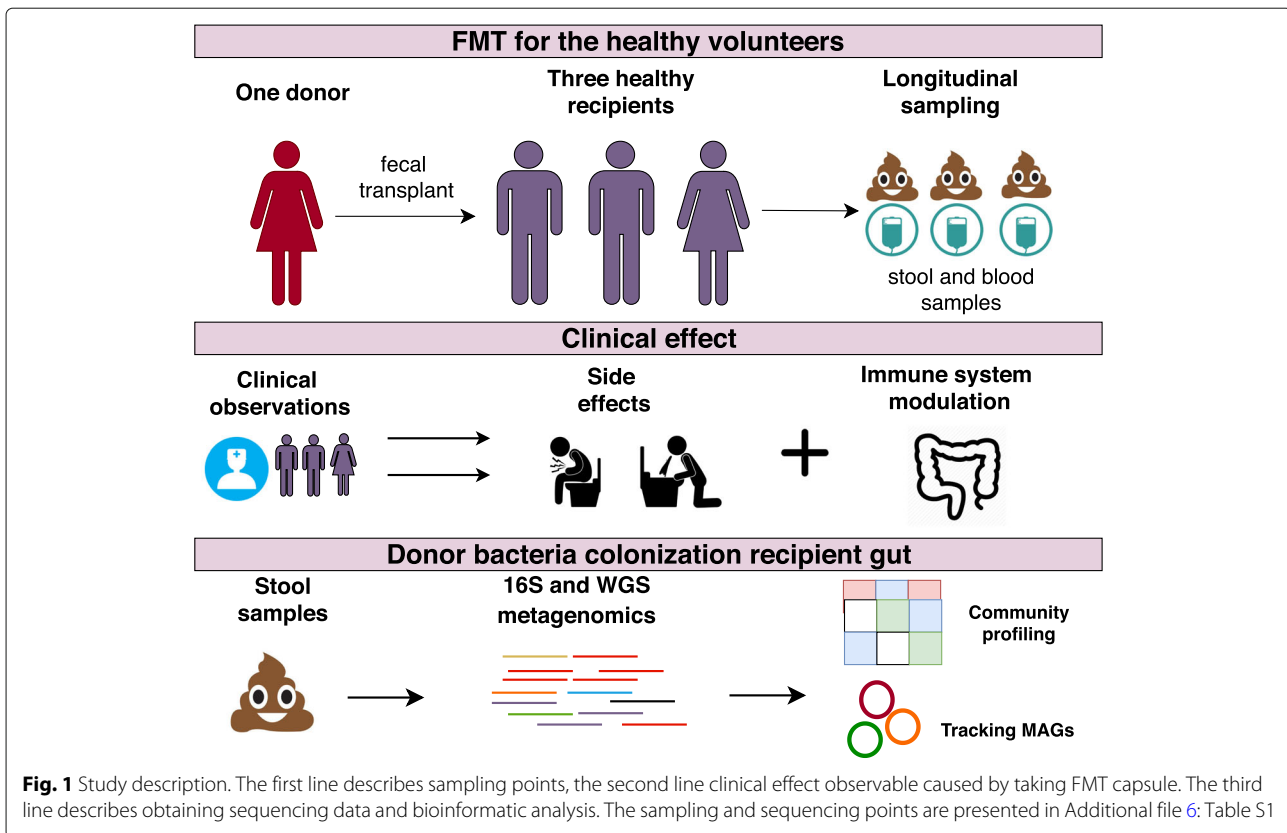 FMT for the healthy volunteers
One donor
Three healthy
recipients
Longitudinal
sampling
fecal
transplant
stool and blood
samples
Clinical effect
Clinical
observations
Side
effects
Immune system
modulation
Donor bacteria colonization recipient gut
Stool
samples
16S and WGS
metagenomics
Community
profiling
Tracking MAGs
Fig. 1 Study description. The first line describes sampling points, the second line clinical effect observable caused by taking FMT capsule. The third
line describes obtaining sequencing data and bioinformatic analysis. The sampling and sequencing points are presented in Additional file 6: Table S1